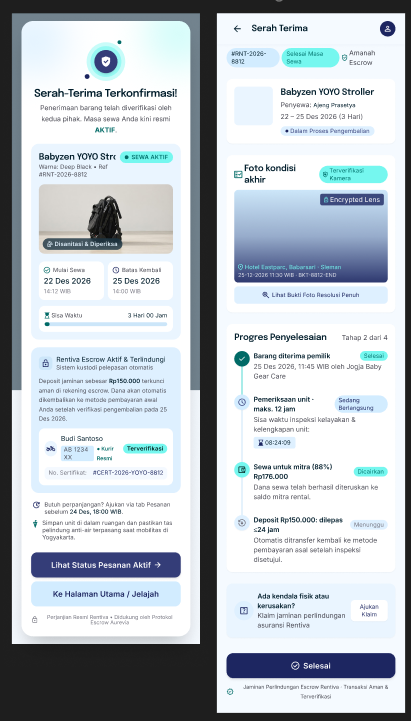 Serah-Terima Terkonfirmasi!
Penerimaan barang telah diverifikasi oleh
kedua pihak. Masa sewa Anda kini resmi
AKTIF.
Babyzen YOYO Stro
SEWA AKTIF
Warna: Deep Black • Ref
#RNT-2026-8812
Disanitasi & Diperiksa
Mulai Sewa
22 Des 2026
14:12 WIB
Batas Kembali
25 Des 2026
14:00 WIB
Sisa Waktu
3 Hari 00 Jam
Rentiva Escrow Aktif & Terlindungi
Sistem kustodi pelepasan otomatis
Deposit jaminan sebesar Rp150.000 terkunci
aman di rekening escrow. Dana akan otomatis
dikembalikan ke metode pembayaran awal
Anda setelah verifikasi pengembalian pada 25
Des 2026.
Budi Santoso
AB 1234
XX
• Kurir
Resmi
Terverifikasi
No. Sertifikat:
#CERT-2026-YOYO-8812
Butuh perpanjangan? Ajukan via tab Pesanan
sebelum 24 Des, 18:00 WIB.
Simpan unit di dalam ruangan dan pastikan tas
pelindung anti-air terpasang saat mobilitas di
Yogyakarta.
Lihat Status Pesanan Aktif →
Ke Halaman Utama / Jelajah
Perjanjian Resmi Rentiva • Didukung oleh Protokol
Escrow Aurevia
Serah Terima
#RNT-2026-
8812
Selesai Masa
Sewa
Amanah
Escrow
Babyzen YOYO Stroller
Penyewa: Ajeng Prasetya
22 – 25 Des 2026 (3 Hari)
• Dalam Proses Pengembalian
Foto kondisi
akhir
Terverifikasi
Kamera
Encrypted Lens
Hotel Eastparc, Babarsari · Sleman
25-12-2026 11:30 WIB · BKT-8812-END
Lihat Bukti Foto Resolusi Penuh
Progres Penyelesaian
Tahap 2 dari 4
Barang diterima pemilik
Selesai
25 Des 2026, 11:45 WIB oleh Jogja Baby
Gear Care
Pemeriksaan unit ·
maks. 12 jam
Sedang
Berlangsung
Sisa waktu inspeksi kelayakan &
kelengkapan unit:
08:24:09
Sewa untuk mitra (88%)
Rp176.000
Dicairkan
Dana sewa telah berhasil diteruskan ke
saldo mitra rental.
Deposit Rp150.000: dilepas
≤24 jam
Menunggu
Otomatis ditransfer kembali ke metode
pembayaran asal setelah inspeksi
disetujui.
Ada kendala fisik atau
kerusakan?
Klaim jaminan perlindungan
asuransi Rentiva
Ajukan
Klaim
Selesai
Jaminan Perlindungan Escrow Rentiva · Transaksi Aman &
Terverifikasi